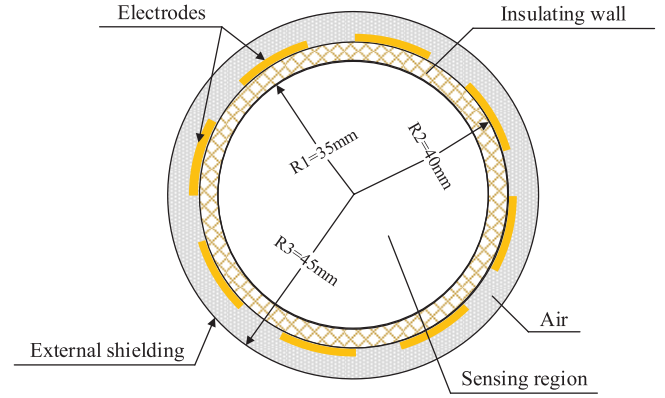 Electrodes
Insulating wall
R1=35mm
R2=40mm
R3=45mm
Air
External shielding
Sensing region